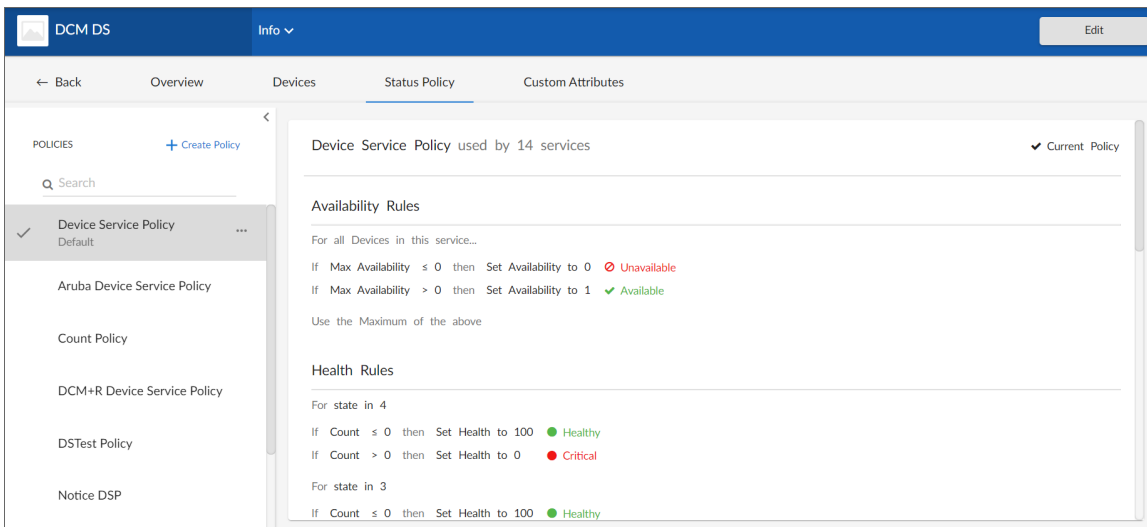 DCM DS
Info
Edit
← Back
Overview
Devices
Status Policy
Custom Attributes
POLICIES
+ Create Policy
Search
Device Service Policy
Default
Aruba Device Service Policy
Count Policy
DCM+R Device Service Policy
DSTest Policy
Notice DSP
Device Service Policy used by 14 services
Current Policy
Availability Rules
For all Devices in this service...
If Max Availability ≤ 0 then Set Availability to 0 Unavailable
If Max Availability > 0 then Set Availability to 1 Available
Use the Maximum of the above
Health Rules
For state in 4
If Count ≤ 0 then Set Health to 100 Healthy
If Count > 0 then Set Health to 0 Critical
For state in 3
If Count ≤ 0 then Set Health to 100 Healthy